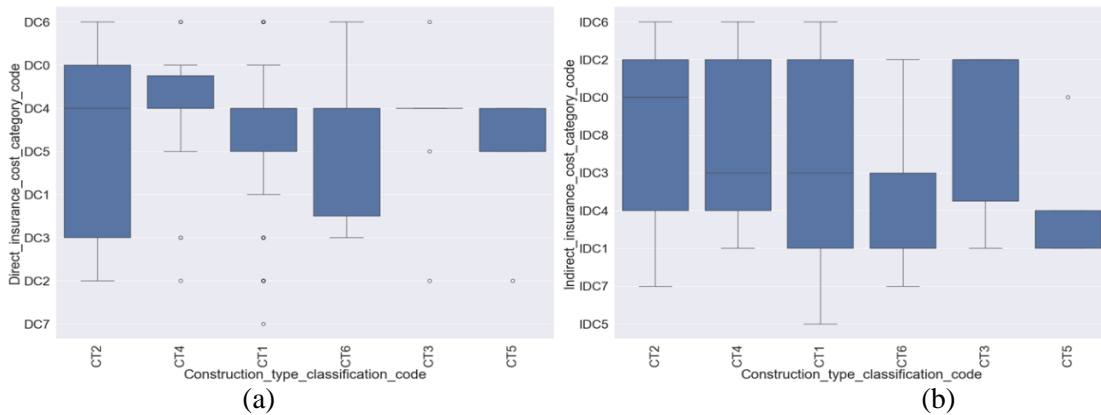 Direct_insurance_cost_category_code
DC6
DC0
DC4
DC5
DC1
DC3
DC2
DC7
CT2 CT4 CT1 CT6 CT3 CT5
Construction_type_classification_code
(a)
Indirect_insurance_cost_category_code
IDC6
IDC2
IDC0
IDC8
IDC3
IDC4
IDC1
IDC7
IDC5
CT2 CT4 CT1 CT6 CT3 CT5
Construction_type_classification_code
(b)